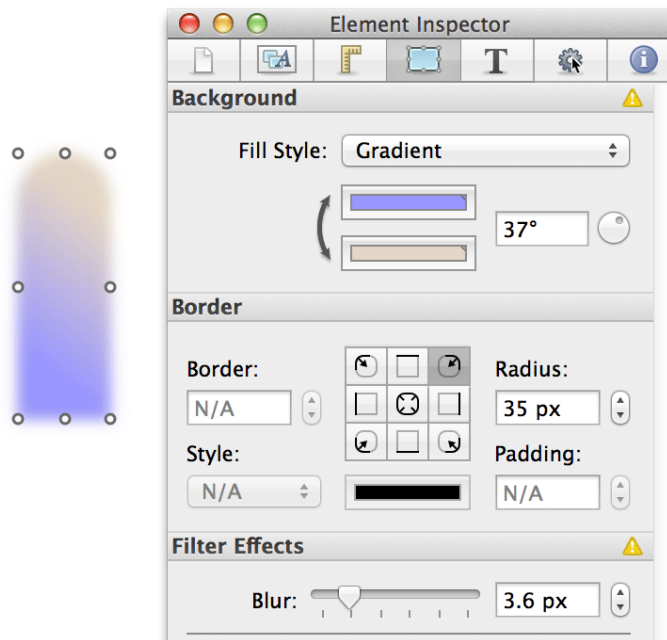 Element Inspector
A T i
Background
Fill Style: Gradient
37°
Border
Border: Radius:
N/A 35 px
Style: Padding:
N/A N/A
Filter Effects
Blur: 3.6 px